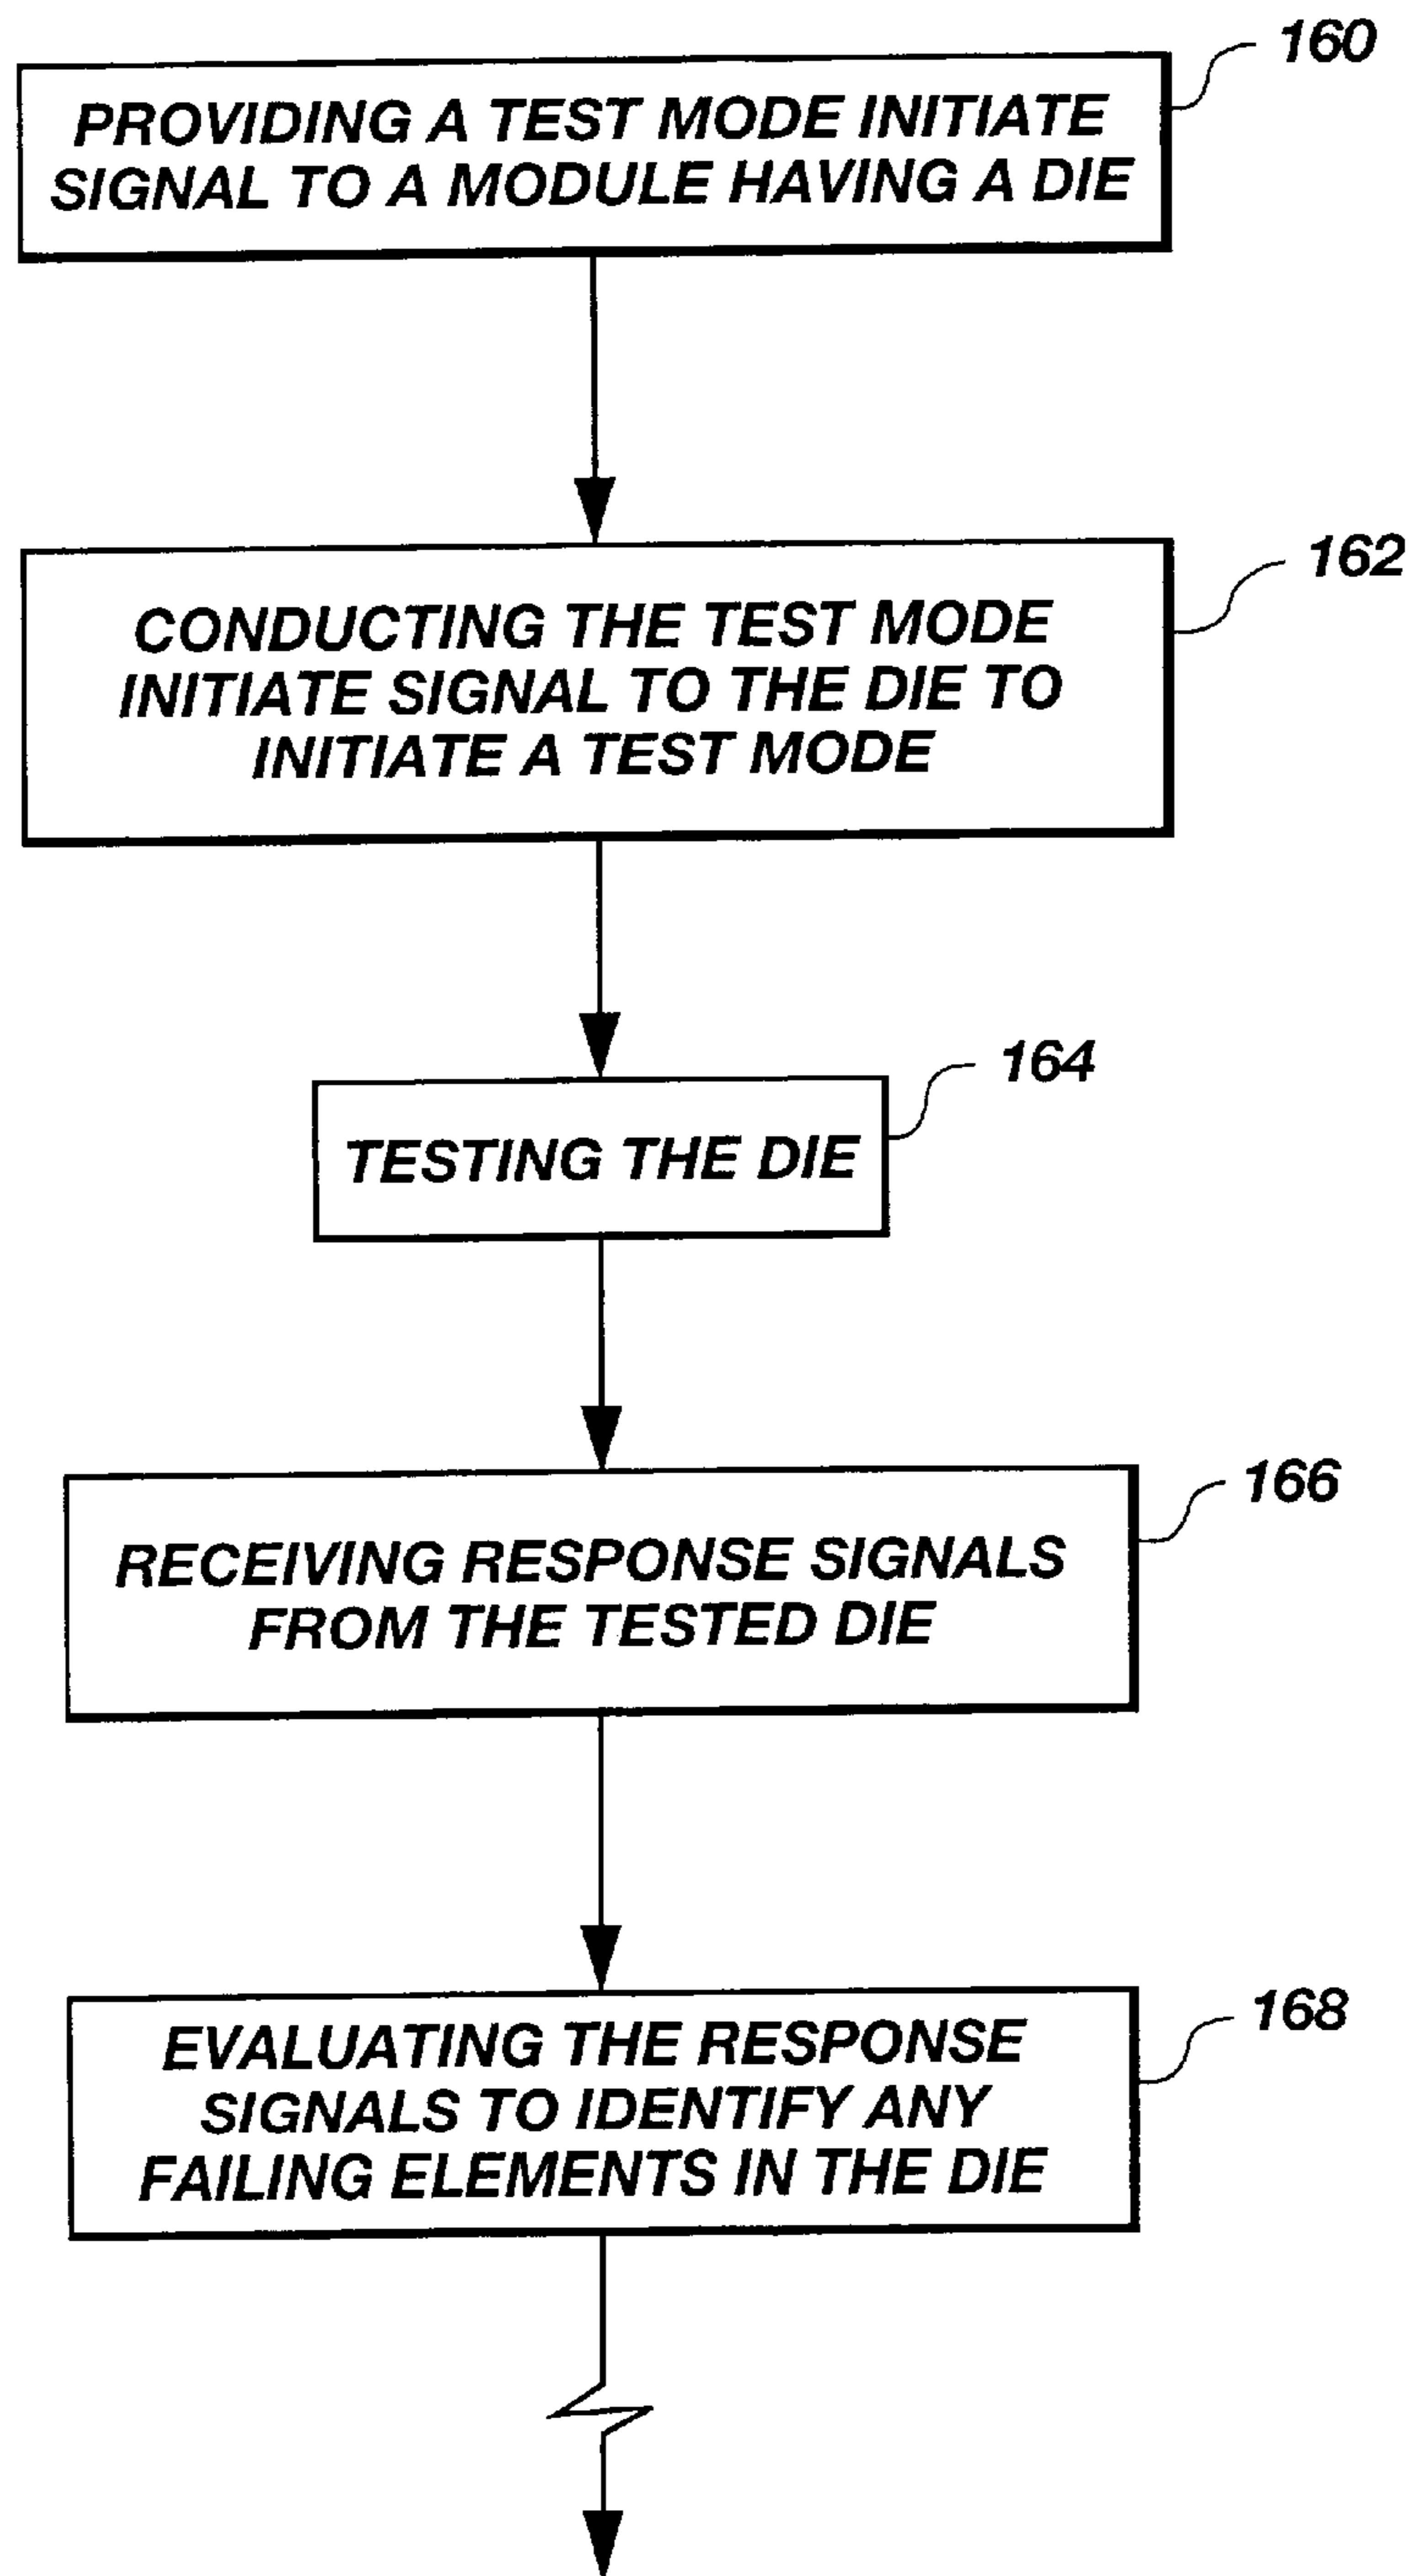 160
PROVIDING A TEST MODE INITIATE
SIGNAL TO A MODULE HAVING A DIE
162
CONDUCTING THE TEST MODE
INITIATE SIGNAL TO THE DIE TO
INITIATE A TEST MODE
164
TESTING THE DIE
166
RECEIVING RESPONSE SIGNALS
FROM THE TESTED DIE
168
EVALUATING THE RESPONSE
SIGNALS TO IDENTIFY ANY
FAILING ELEMENTS IN THE DIE